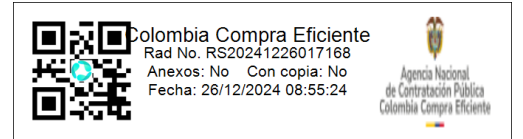 Colombia Compra Eficiente
Rad No. RS20241226017168
Anexos: No Con copia: No
Fecha: 26/12/2024 08:55:24
Agencia Nacional
de Contratación Pública
Colombia Compra Eficiente